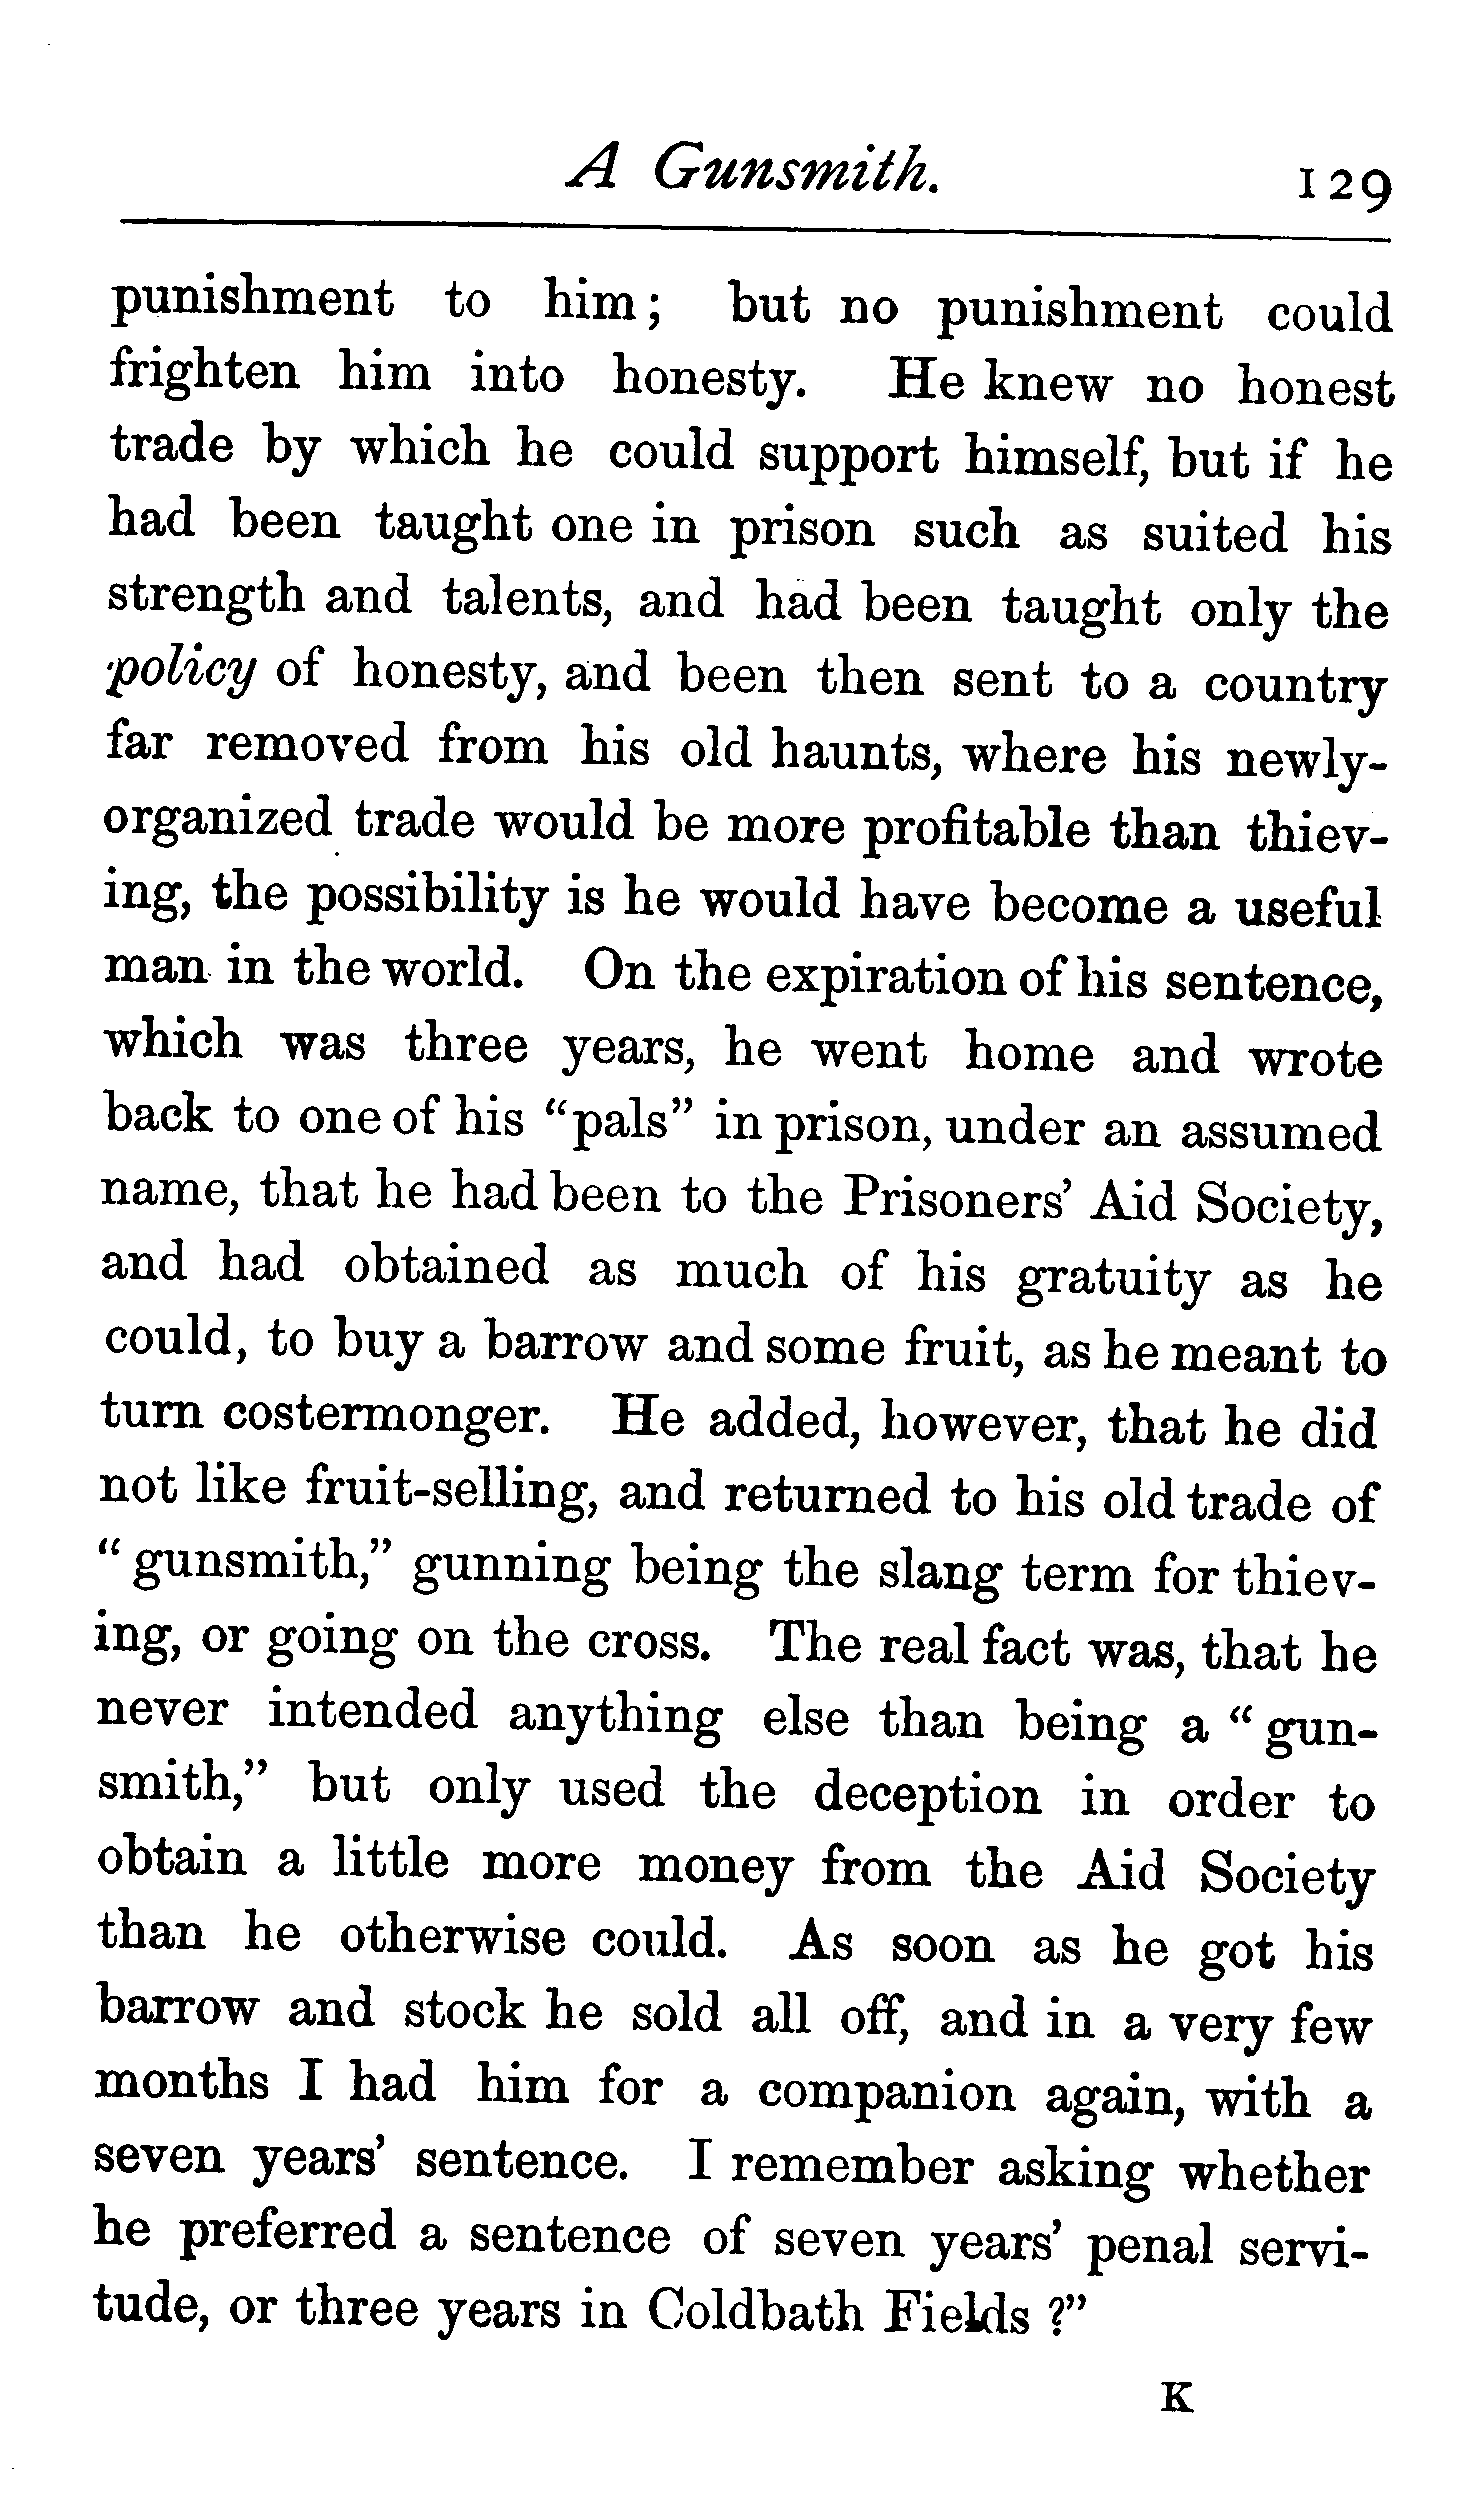 A Gunsmith. 129
punishment to him; but no punishment could
frighten him into honesty. He knew no honest
trade by which he could support himself, but if he
had been taught one in prison such as suited his
strength and talents, and had been taught only the
policy of honesty, and been then sent to a country
far removed from his old haunts, where his newly-
organized trade would be more profitable than thiev-
ing, the possibility is he would have become a useful
man in the world. On the expiration of his sentence,
which was three years, he went home and wrote
back to one of his "pals" in prison, under an assumed
name, that he had been to the Prisoners' Aid Society,
and had obtained as much of his gratuity as he
could, to buy a barrow and some fruit, as he meant to
turn costermonger. He added, however, that he did
not like fruit-selling, and returned to his old trade of
"gunsmith," gunning being the slang term for thiev-
ing, or going on the cross. The real fact was, that he
never intended anything else than being a "gun-
smith," but only used the deception in order to
obtain a little more money from the Aid Society
than he otherwise could. As soon as he got his
barrow and stock he sold all off, and in a very few
months I had him for a companion again, with a
seven years' sentence. I remember asking whether
he preferred a sentence of seven years' penal servi-
tude, or three years in Coldbath Fields?"
K